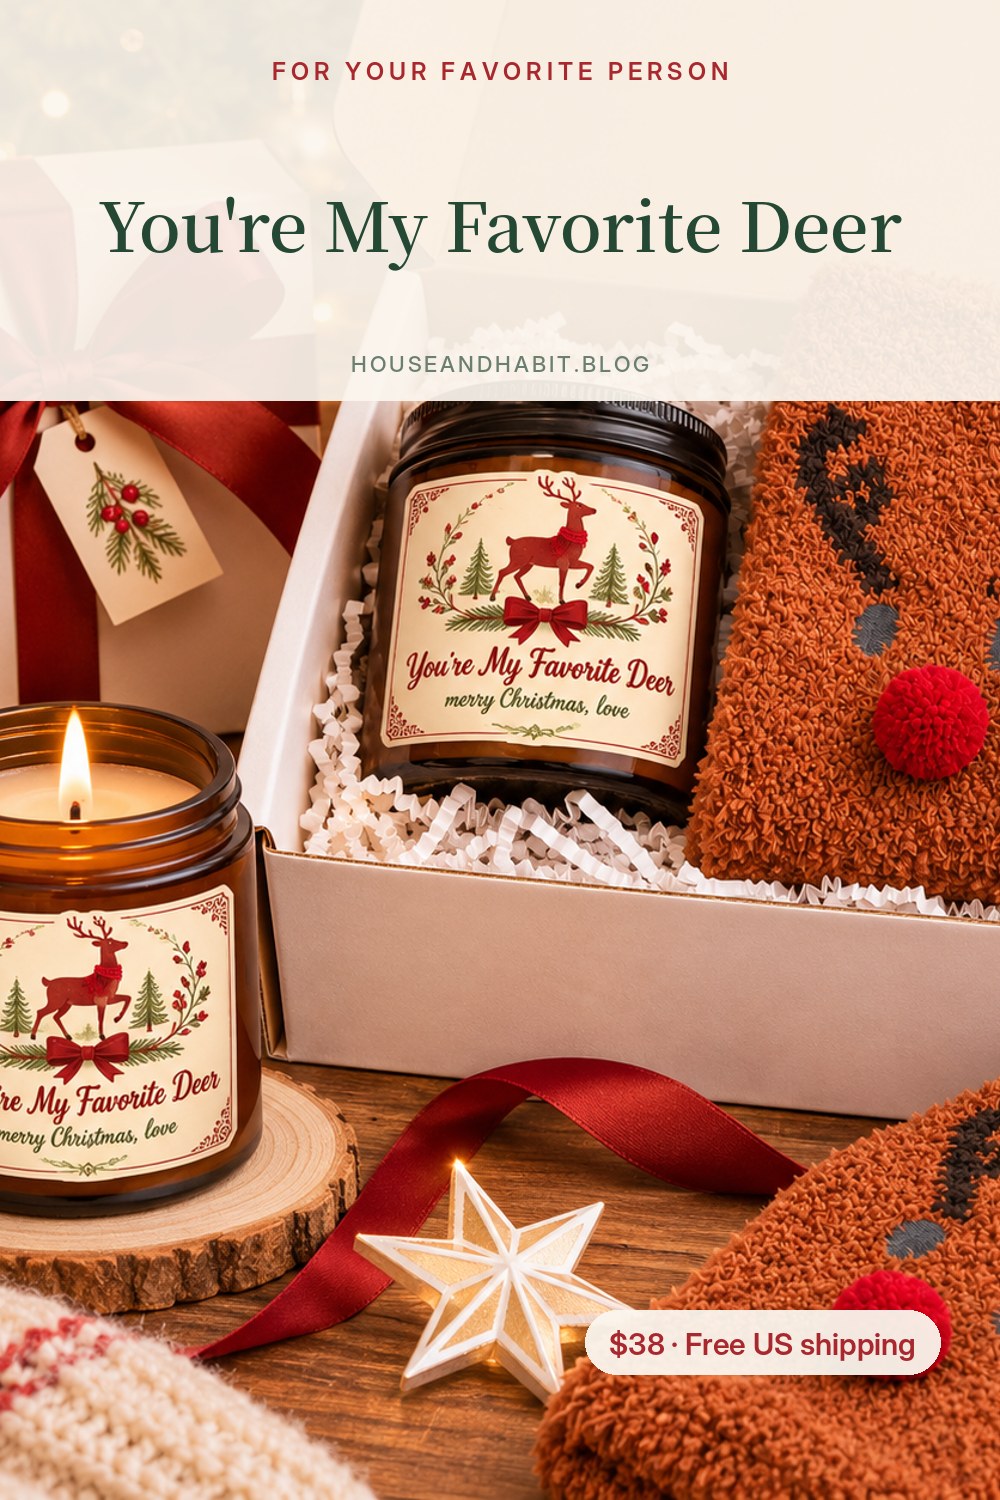 FOR YOUR FAVORITE PERSON
You're My Favorite Deer
HOUSEANDHABIT.BLOG
You're My Favorite Deer
merry Christmas, love
're My Favorite Deer
merry Christmas, love
$38 · Free US shipping